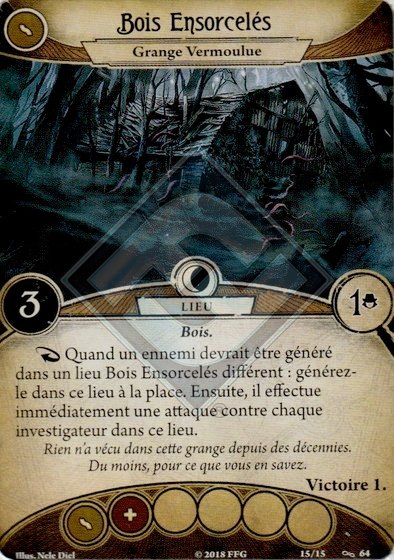 Bois Ensorcelés
Grange Vermoulue
3
1
LIEU
Bois.
Quand un ennemi devrait être généré
dans un lieu Bois Ensorcelés différent : générez-
le dans ce lieu à la place. Ensuite, il effectue
immédiatement une attaque contre chaque
investigateur dans ce lieu.
Rien n'a vécu dans cette grange depuis des décennies.
Du moins, pour ce que vous en savez.
Victoire 1.
Illus. Nele Diel
© 2018 FFG
15/15
64